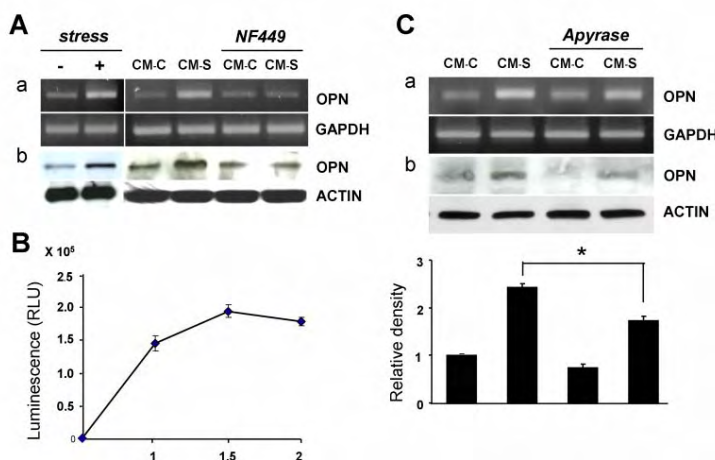 A
stress
NF449
- + CM-C CM-S CM-C CM-S
a
OPN
GAPDH
b
OPN
ACTIN
B
X 10⁵
Luminescence (RLU)
2.5
2.0
1.5
1.0
0.5
0
1 1.5 2
C
Apyrase
CM-C CM-S CM-C CM-S
a
OPN
GAPDH
b
OPN
ACTIN
Relative density
3
2
1
0
*